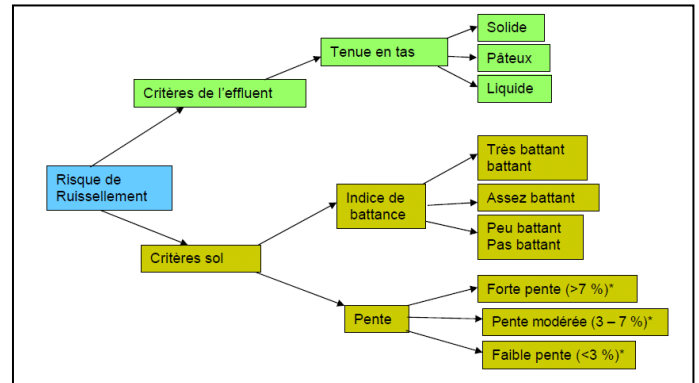 Solide
Tenue en tas
Pâteux
Critères de l'effluent
Liquide
Très battant
battant
Risque de
Ruissellement
Indice de
battance
Assez battant
Peu battant
Pas battant
Critères sol
Forte pente (>7 %)*
Pente
Pente modérée (3 – 7 %)*
Faible pente (<3 %)*